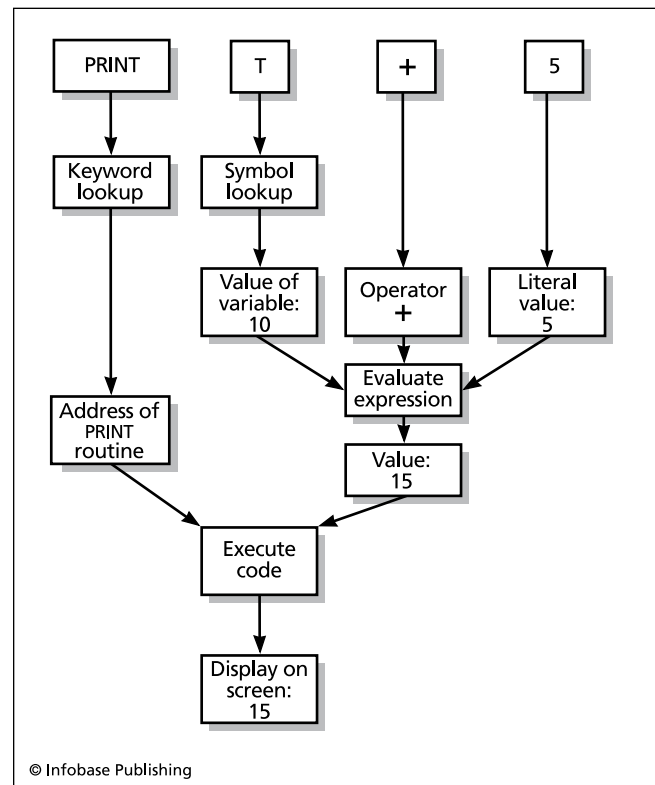 PRINT
T
+
5
Keyword
lookup
Symbol
lookup
Value of
variable:
10
Operator
+
Literal
value:
5
Evaluate
expression
Address of
PRINT
routine
Value:
15
Execute
code
Display on
screen:
15
© Infobase Publishing